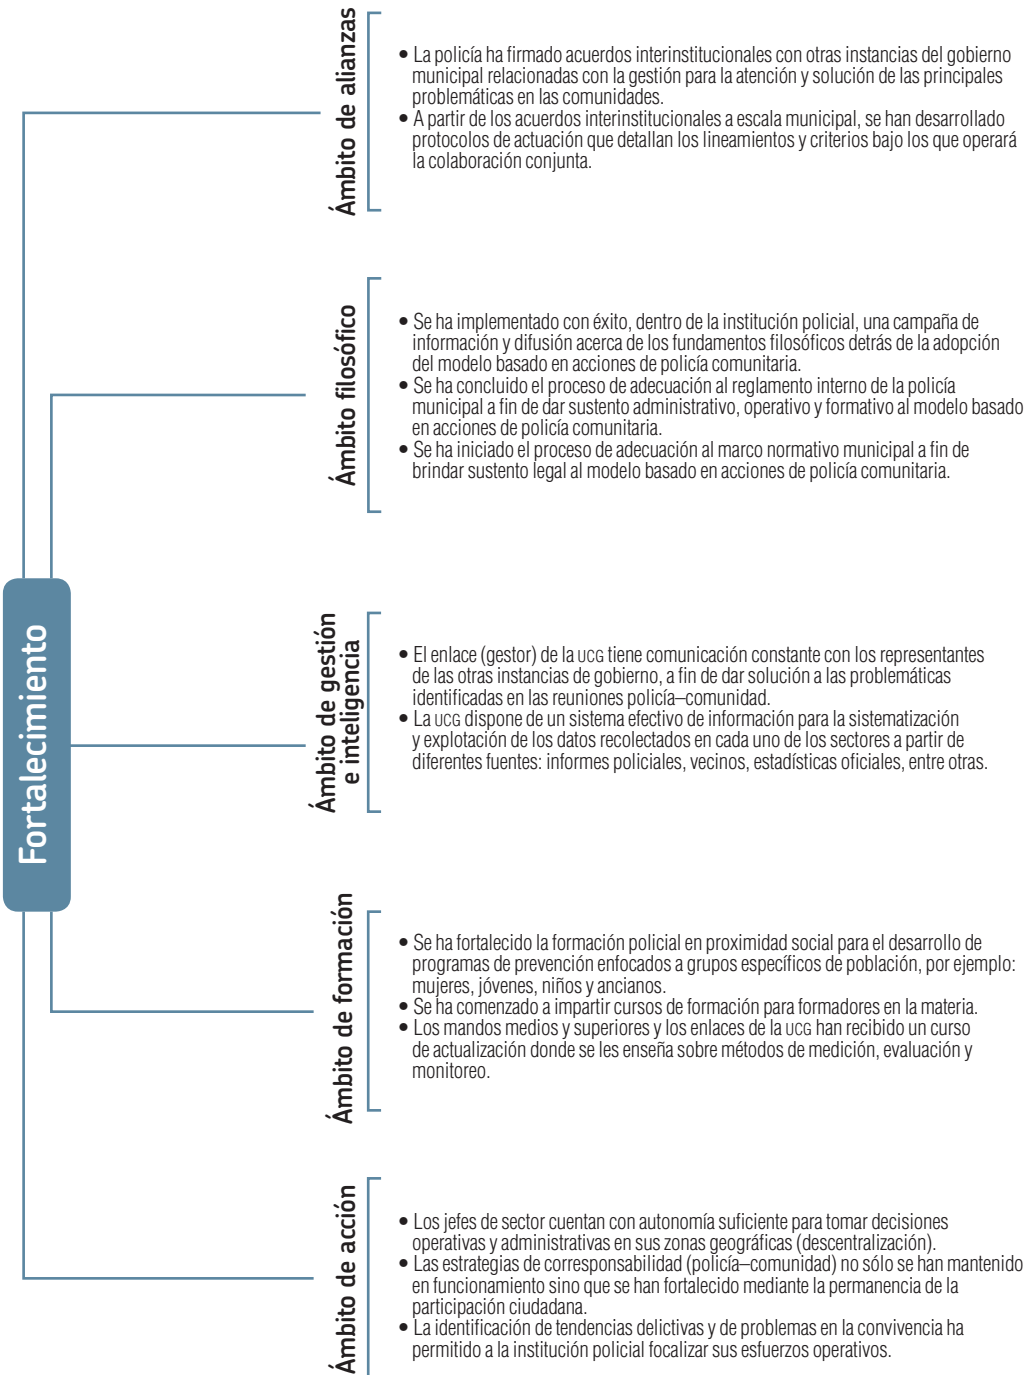 Fortalecimiento
Ámbito de alianzas
• La policía ha firmado acuerdos interinstitucionales con otras instancias del gobierno
municipal relacionadas con la gestión para la atención y solución de las principales
problemáticas en las comunidades.
• A partir de los acuerdos interinstitucionales a escala municipal, se han desarrollado
protocolos de actuación que detallan los lineamientos y criterios bajo los que operará
la colaboración conjunta.
Ámbito filosófico
• Se ha implementado con éxito, dentro de la institución policial, una campaña de
información y difusión acerca de los fundamentos filosóficos detrás de la adopción
del modelo basado en acciones de policía comunitaria.
• Se ha concluido el proceso de adecuación al reglamento interno de la policía
municipal a fin de dar sustento administrativo, operativo y formativo al modelo basado
en acciones de policía comunitaria.
• Se ha iniciado el proceso de adecuación al marco normativo municipal a fin de
brindar sustento legal al modelo basado en acciones de policía comunitaria.
Ámbito de gestión
e inteligencia
• El enlace (gestor) de la UCG tiene comunicación constante con los representantes
de las otras instancias de gobierno, a fin de dar solución a las problemáticas
identificadas en las reuniones policía–comunidad.
• La UCG dispone de un sistema efectivo de información para la sistematización
y explotación de los datos recolectados en cada uno de los sectores a partir de
diferentes fuentes: informes policiales, vecinos, estadísticas oficiales, entre otras.
Ámbito de formación
• Se ha fortalecido la formación policial en proximidad social para el desarrollo de
programas de prevención enfocados a grupos específicos de población, por ejemplo:
mujeres, jóvenes, niños y ancianos.
• Se ha comenzado a impartir cursos de formación para formadores en la materia.
• Los mandos medios y superiores y los enlaces de la UCG han recibido un curso
de actualización donde se les enseña sobre métodos de medición, evaluación y
monitoreo.
Ámbito de acción
• Los jefes de sector cuentan con autonomía suficiente para tomar decisiones
operativas y administrativas en sus zonas geográficas (descentralización).
• Las estrategias de corresponsabilidad (policía–comunidad) no sólo se han mantenido
en funcionamiento sino que se han fortalecido mediante la permanencia de la
participación ciudadana.
• La identificación de tendencias delictivas y de problemas en la convivencia ha
permitido a la institución policial focalizar sus esfuerzos operativos.